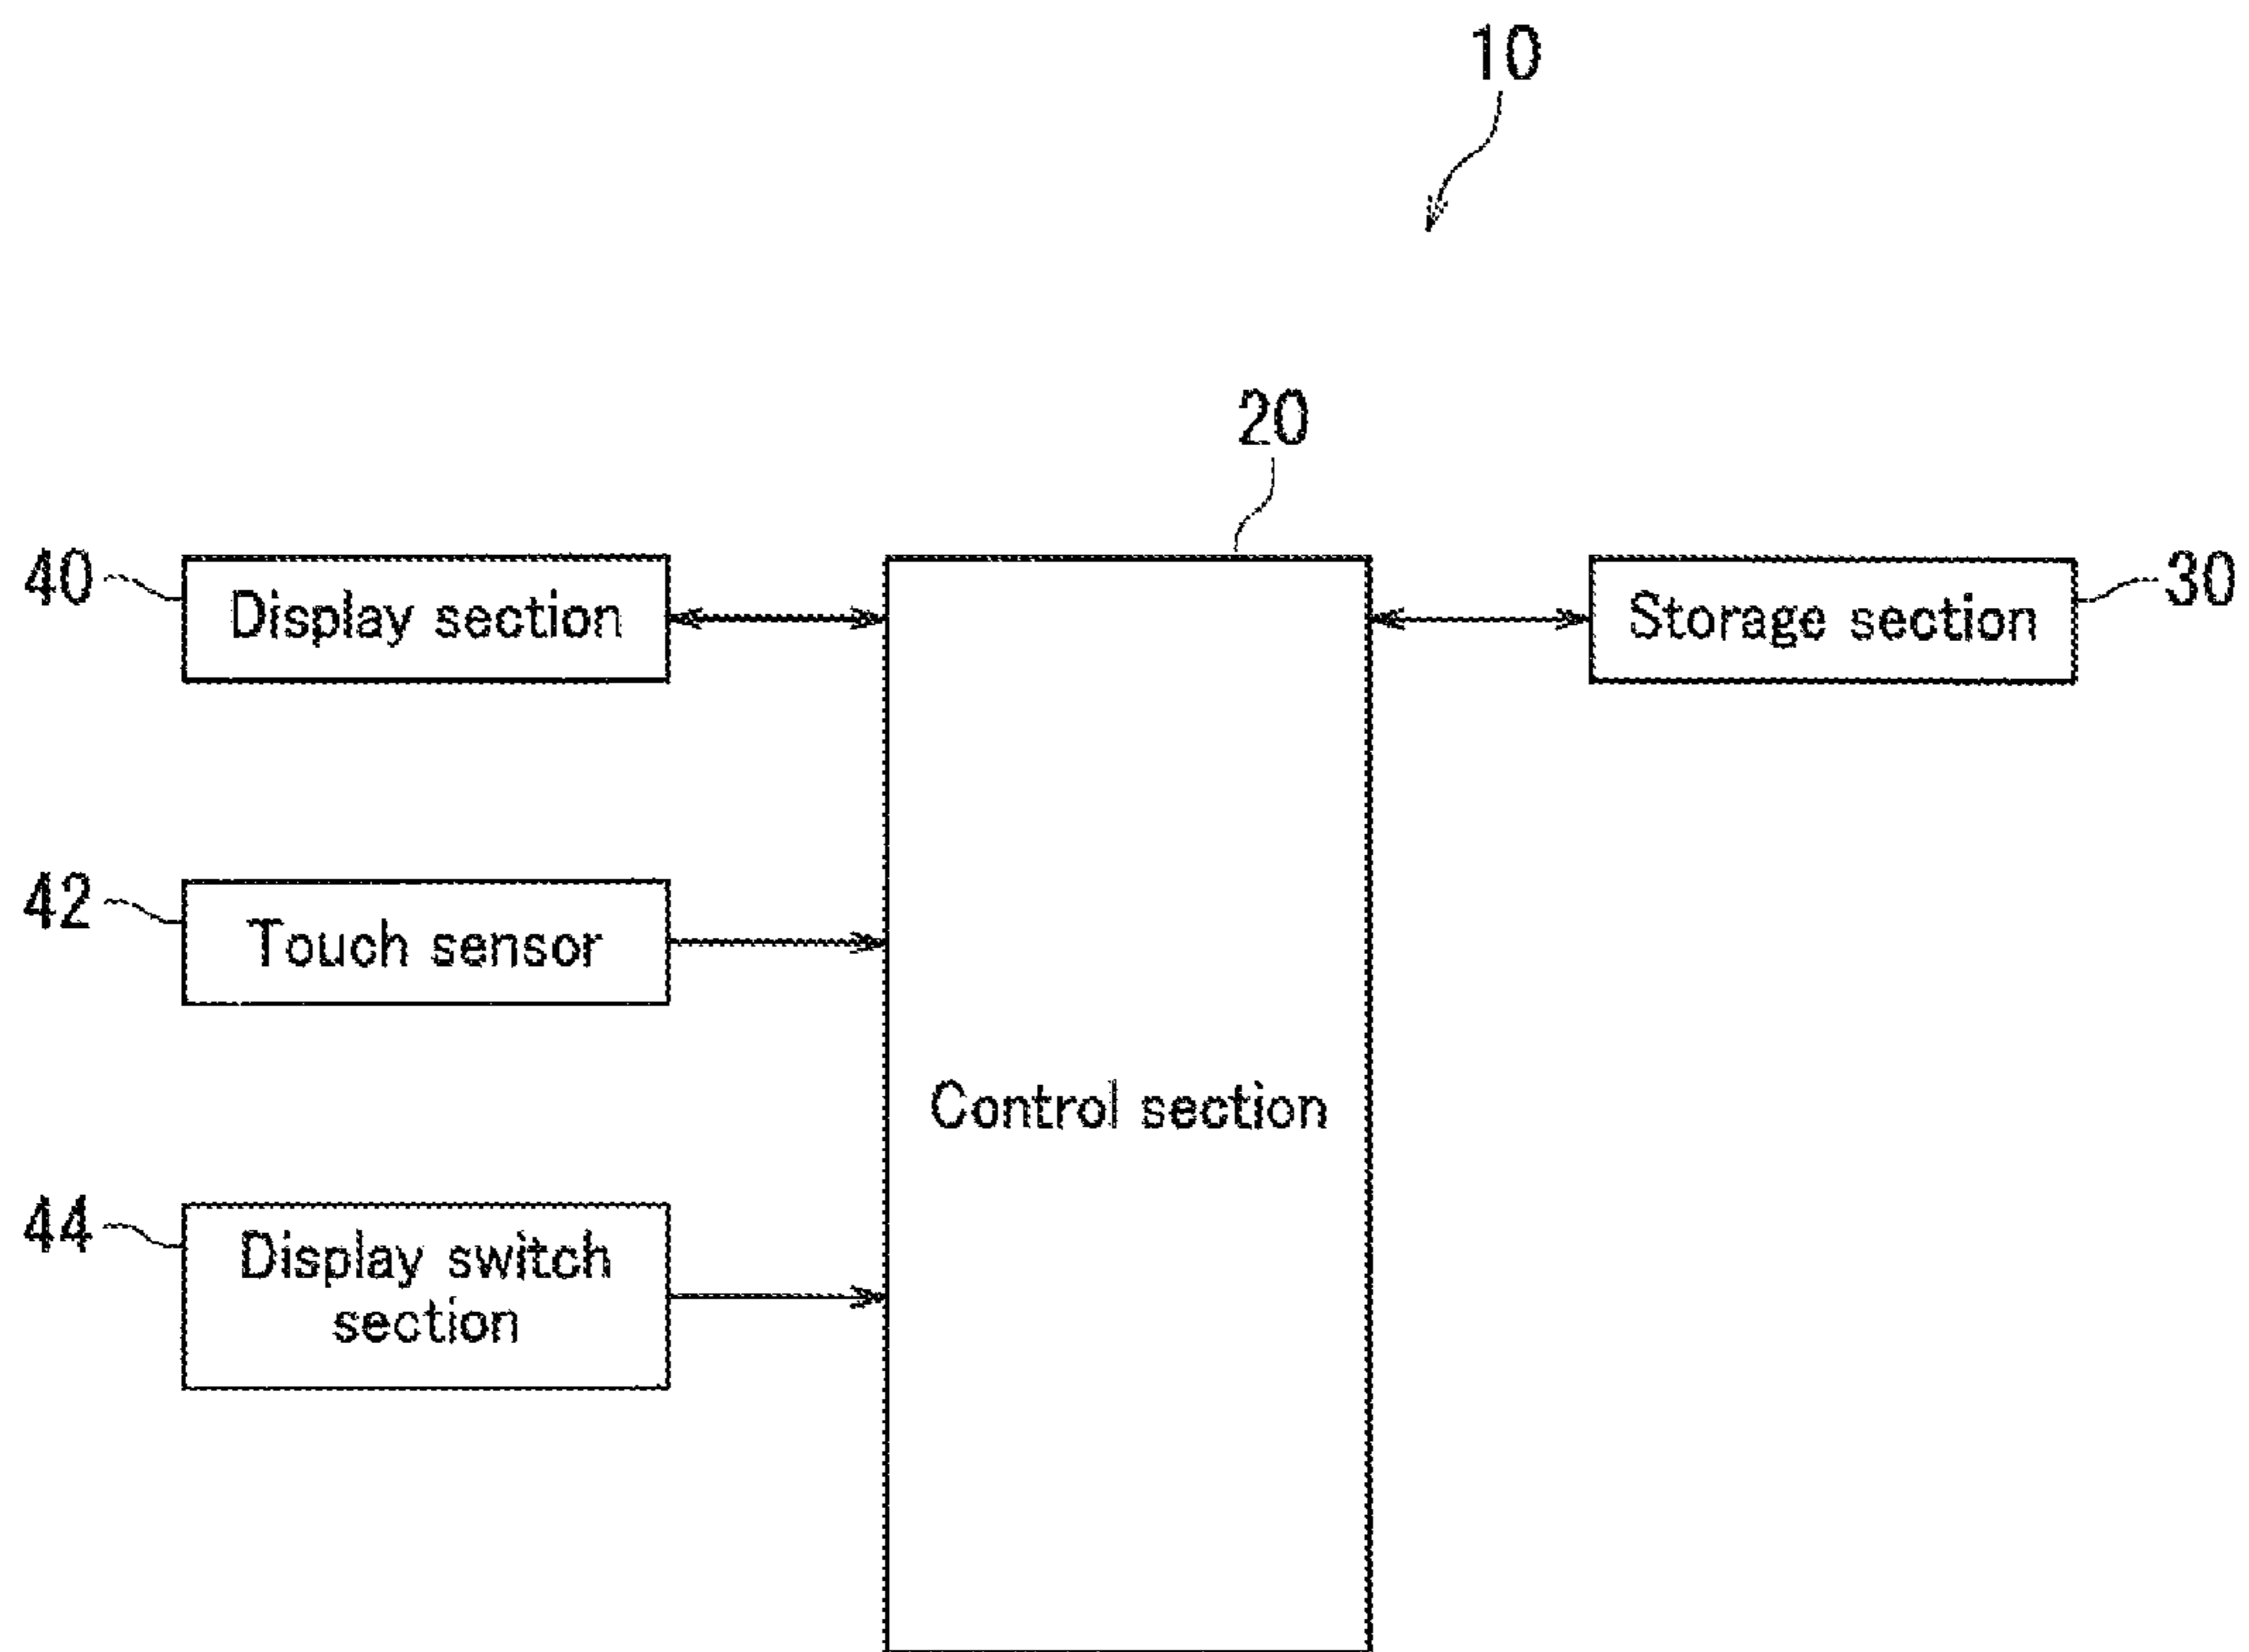 10
20
40
Display section
Storage section
30
42
Touch sensor
Control section
44
Display switch
section